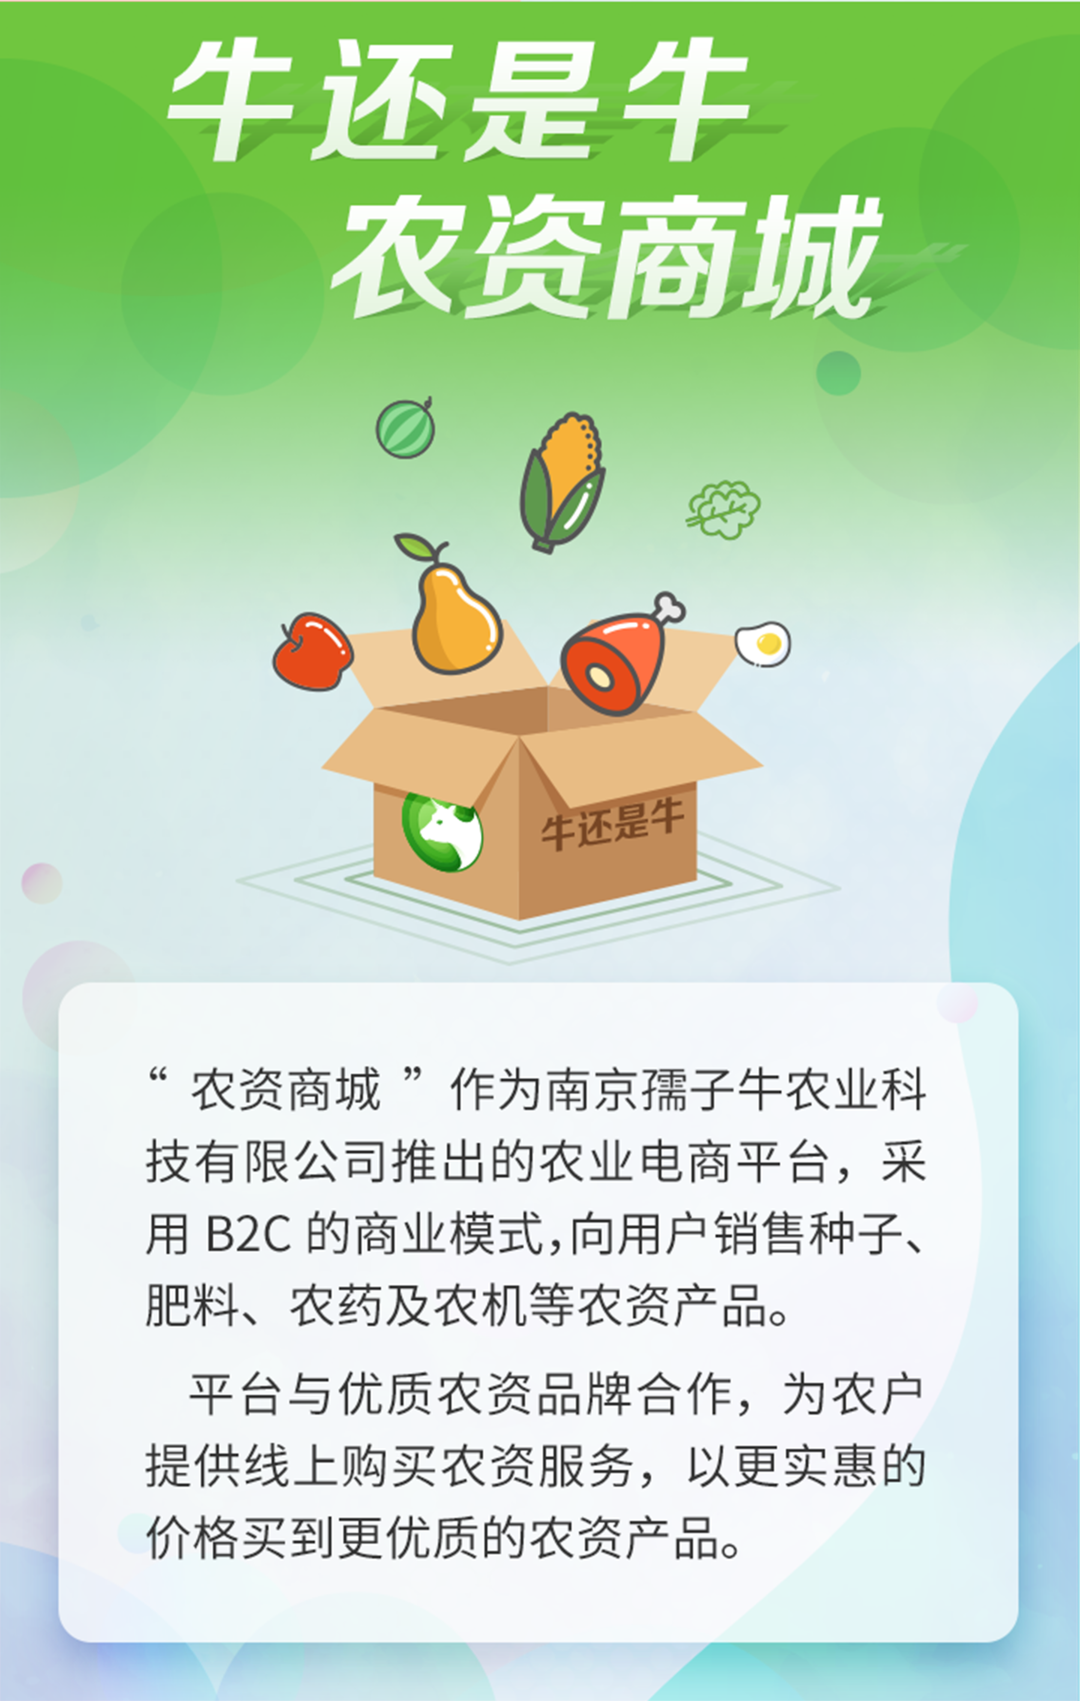 牛还是牛
农资商城
牛还是牛
“ 农资商城 ”作为南京孺子牛农业科
技有限公司推出的农业电商平台，采
用 B2C 的商业模式，向用户销售种子、
肥料、农药及农机等农资产品。
平台与优质农资品牌合作，为农户
提供线上购买农资服务，以更实惠的
价格买到更优质的农资产品。